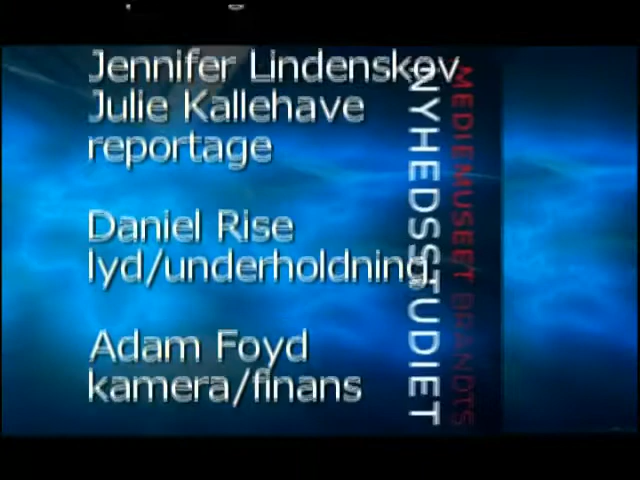 Jennifer Lindenskov
Julie Kallehave
reportage
Daniel Rise
lyd/underholdning
Adam Foyd
kamera/finans
NYHEDSSTUDIET
MEDIEMUSEET BRANDTS